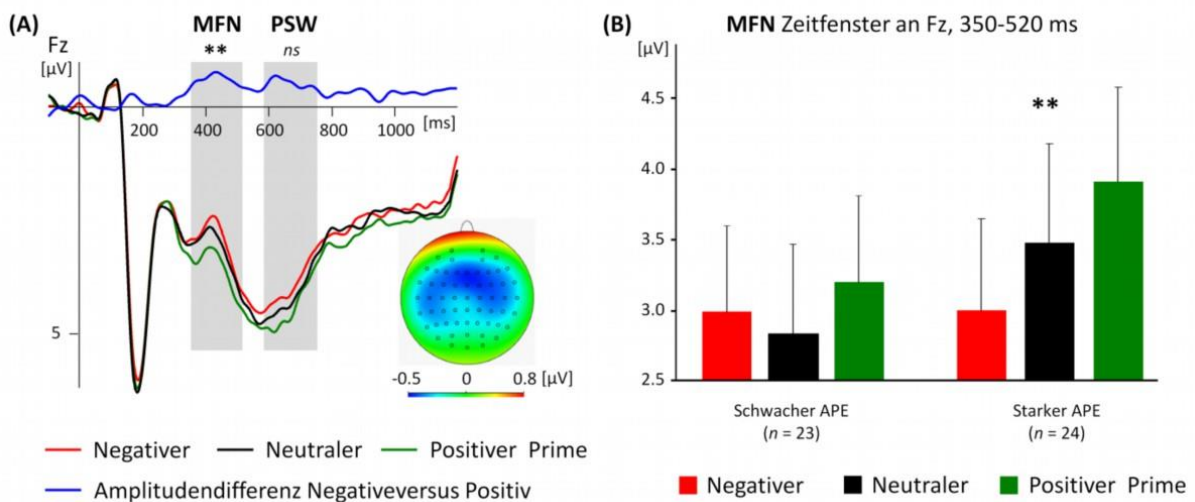 (A)
MFN PSW
** ns
Fz
[µV]
200 400 600 800 1000 [ms]
5
-0.5 0 0.8 [µV]
Negativer Neutraler Positiver Prime
Amplitudendifferenz Negativeversus Positiv
(B)
MFN Zeitfenster an Fz, 350-520 ms
[µV]
4.5
**
4.0
3.5
3.0
2.5
Schwacher APE Starker APE
(n = 23) (n = 24)
Negativer Neutraler Positiver Prime